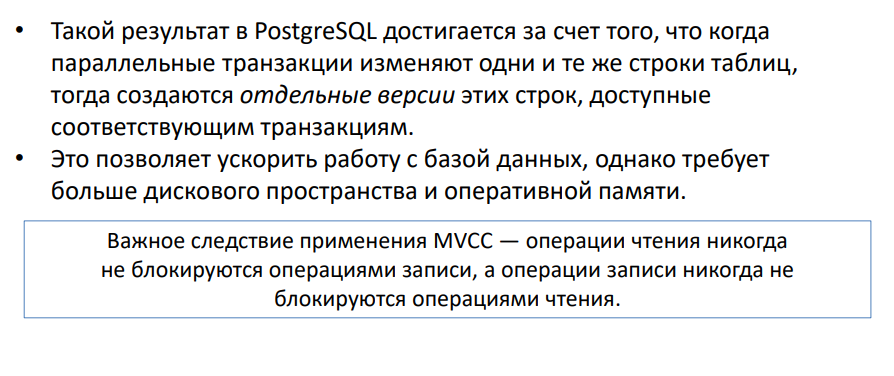 • Такой результат в PostgreSQL достигается за счет того, что когда
параллельные транзакции изменяют одни и те же строки таблиц,
тогда создаются отдельные версии этих строк, доступные
соответствующим транзакциям.
• Это позволяет ускорить работу с базой данных, однако требует
больше дискового пространства и оперативной памяти.
Важное следствие применения MVCC — операции чтения никогда
не блокируются операциями записи, а операции записи никогда не
блокируются операциями чтения.